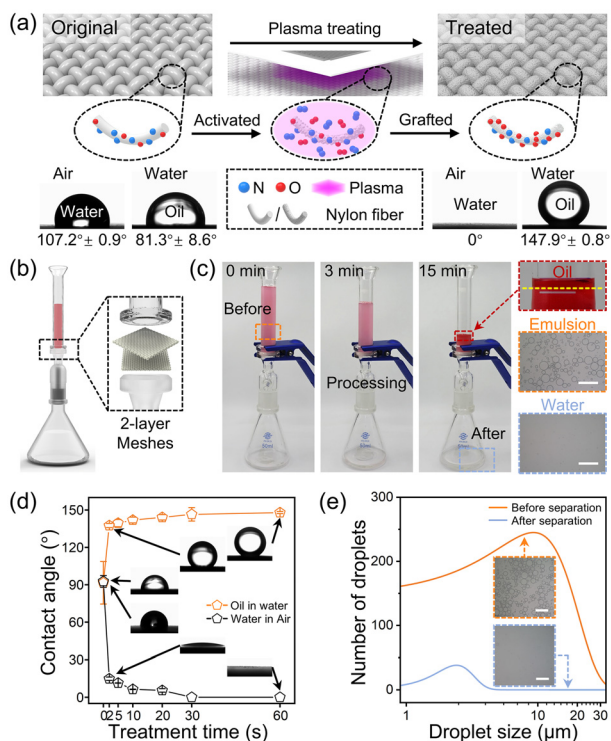 (a)
Original
Plasma treating
Treated
Activated
Grafted
Air
Water
Water
Oil
107.2°± 0.9°
81.3°± 8.6°
N
O
Plasma
/
Nylon fiber
Air
Water
Water
Oil
0°
147.9°± 0.8°
(b)
2-layer
Meshes
(c)
0 min
3 min
15 min
Before
Processing
After
Oil
Emulsion
Water
(d)
Contact angle (°)
180
150
120
90
60
30
0
Oil in water
Water in Air
0 2 5 10 20 30 60
Treatment time (s)
(e)
Number of droplets
300
200
100
0
Before separation
After separation
1 10 20 30
Droplet size (μm)